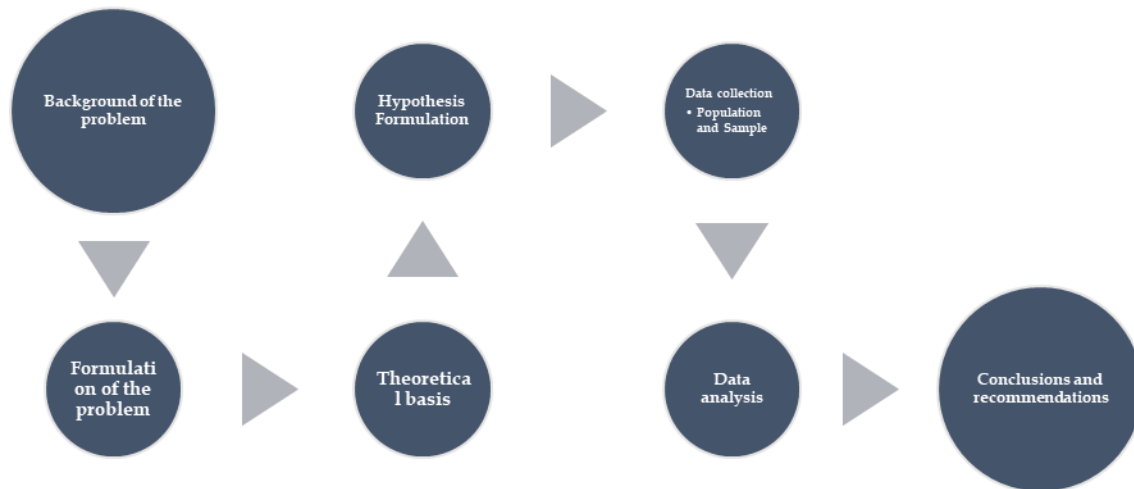 Background of the
problem
Formulati
on of the
problem
Theoretica
l basis
Hypothesis
Formulation
Data collection
• Population
and Sample
Data
analysis
Conclusions and
recommendations